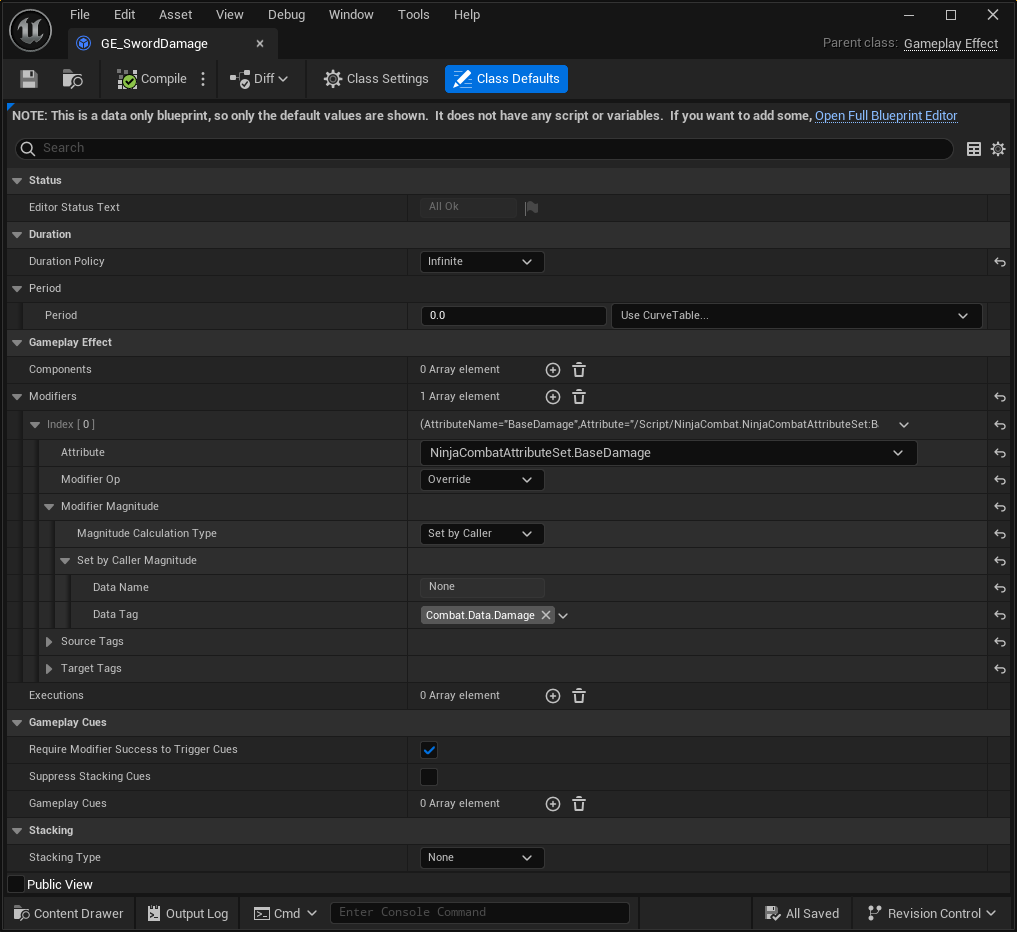 File Edit Asset View Debug Window Tools Help
GE_SwordDamage
Parent class: Gameplay Effect
Compile Diff Class Settings Class Defaults
NOTE: This is a data only blueprint, so only the default values are shown. It does not have any script or variables. If you want to add some, Open Full Blueprint Editor
Search
Status
Editor Status Text All Ok
Duration
Duration Policy Infinite
Period
Period 0.0 Use CurveTable...
Gameplay Effect
Components 0 Array element
Modifiers 1 Array element
Index [ 0 ] (AttributeName="BaseDamage",Attribute="/Script/NinjaCombat.NinjaCombatAttributeSet:B
Attribute NinjaCombatAttributeSet.BaseDamage
Modifier Op Override
Modifier Magnitude
Magnitude Calculation Type Set by Caller
Set by Caller Magnitude
Data Name None
Data Tag Combat.Data.Damage
Source Tags
Target Tags
Executions 0 Array element
Gameplay Cues
Require Modifier Success to Trigger Cues
Suppress Stacking Cues
Gameplay Cues 0 Array element
Stacking
Stacking Type None
Public View
Content Drawer Output Log Cmd Enter Console Command All Saved Revision Control